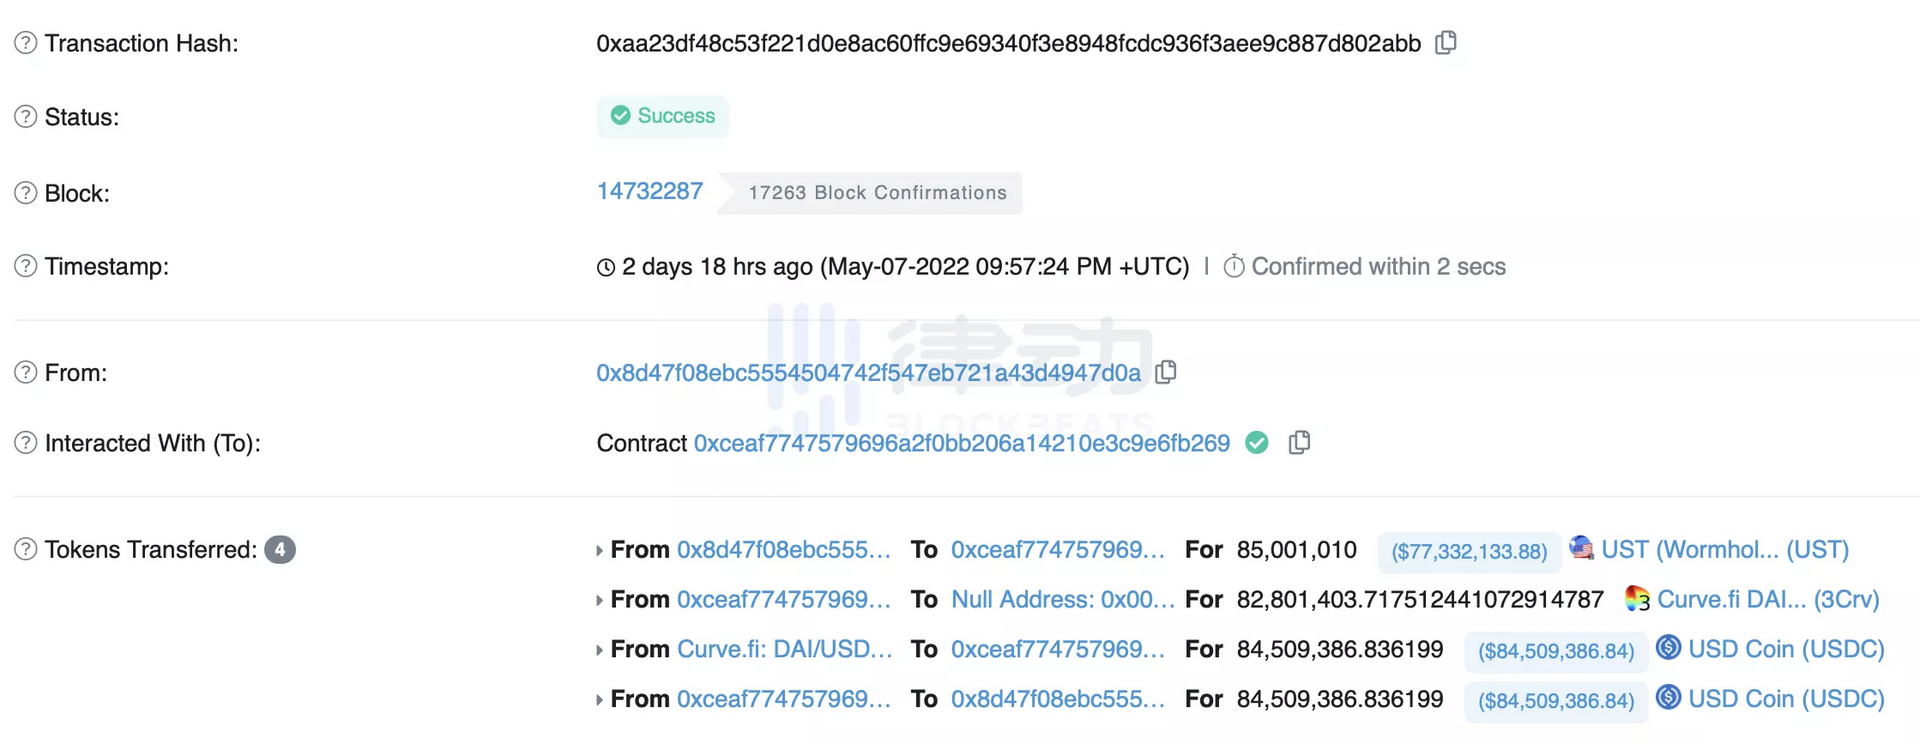 Transaction Hash: 0xaa23df48c53f221d0e8ac60ffc9e69340f3e8948fcdc936f3aee9c887d802abb
Status: Success
Block: 14732287 17263 Block Confirmations
Timestamp: 2 days 18 hrs ago (May-07-2022 09:57:24 PM +UTC) | Confirmed within 2 secs
律动
BLOCKBEATS
From: 0x8d47f08ebc5554504742f547eb721a43d4947d0a
Interacted With (To): Contract 0xceaf7747579696a2f0bb206a14210e3c9e6fb269
Tokens Transferred: 4
From 0x8d47f08ebc555... To 0xceaf774757969... For 85,001,010 ($77,332,133.88) UST (Wormhol... (UST)
From 0xceaf774757969... To Null Address: 0x00... For 82,801,403.717512441072914787 Curve.fi DAI... (3Crv)
From Curve.fi: DAI/USD... To 0xceaf774757969... For 84,509,386.836199 ($84,509,386.84) USD Coin (USDC)
From 0xceaf774757969... To 0x8d47f08ebc555... For 84,509,386.836199 ($84,509,386.84) USD Coin (USDC)